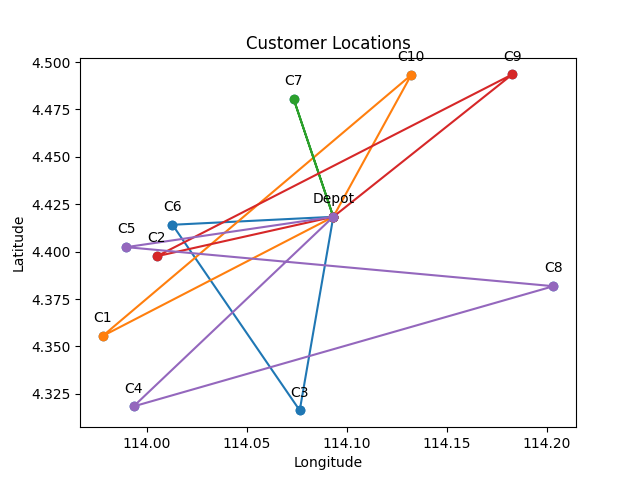 Customer Locations
4.500
4.475
4.450
4.425
4.400
4.375
4.350
4.325
Latitude
C10
C9
C7
Depot
C6
C5
C2
C8
C1
C4
C3
114.00
114.05
114.10
114.15
114.20
Longitude